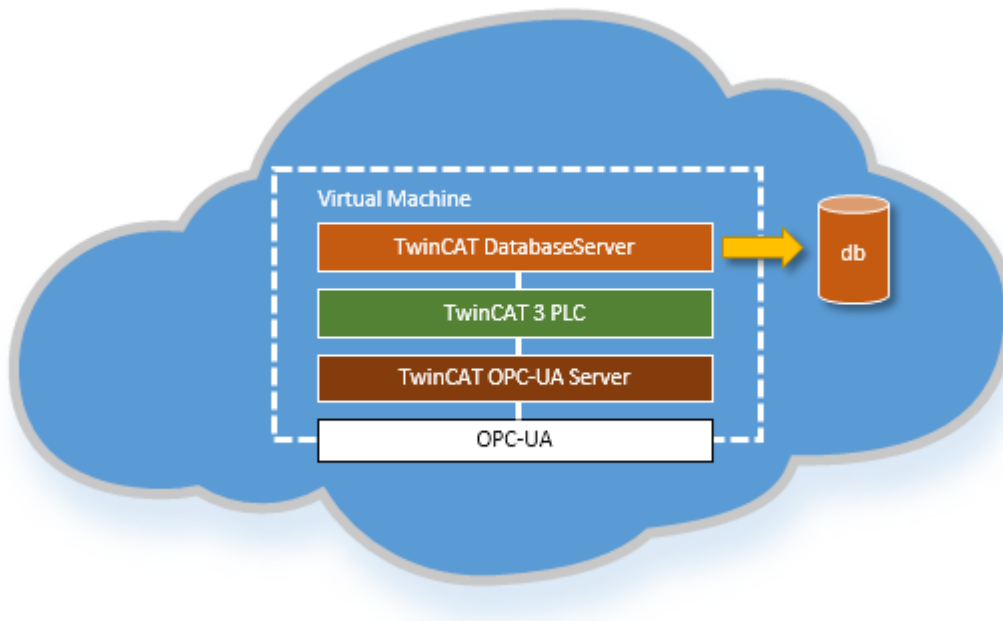 Virtual Machine
TwinCAT DatabaseServer
db
TwinCAT 3 PLC
TwinCAT OPC-UA Server
OPC-UA